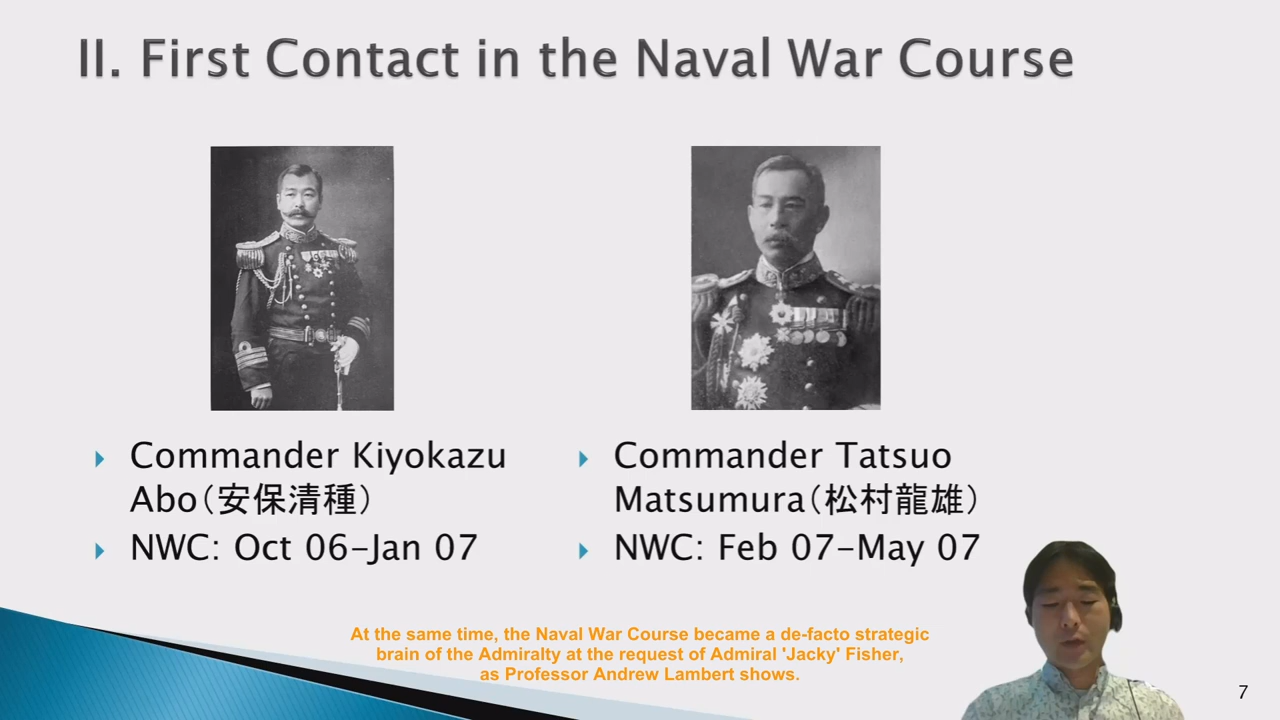 II. First Contact in the Naval War Course
Commander Kiyokazu
Abo(安保清種)
NWC: Oct 06–Jan 07
Commander Tatsuo
Matsumura(松村龍雄)
NWC: Feb 07–May 07
At the same time, the Naval War Course became a de-facto strategic
brain of the Admiralty at the request of Admiral 'Jacky' Fisher,
as Professor Andrew Lambert shows.
7